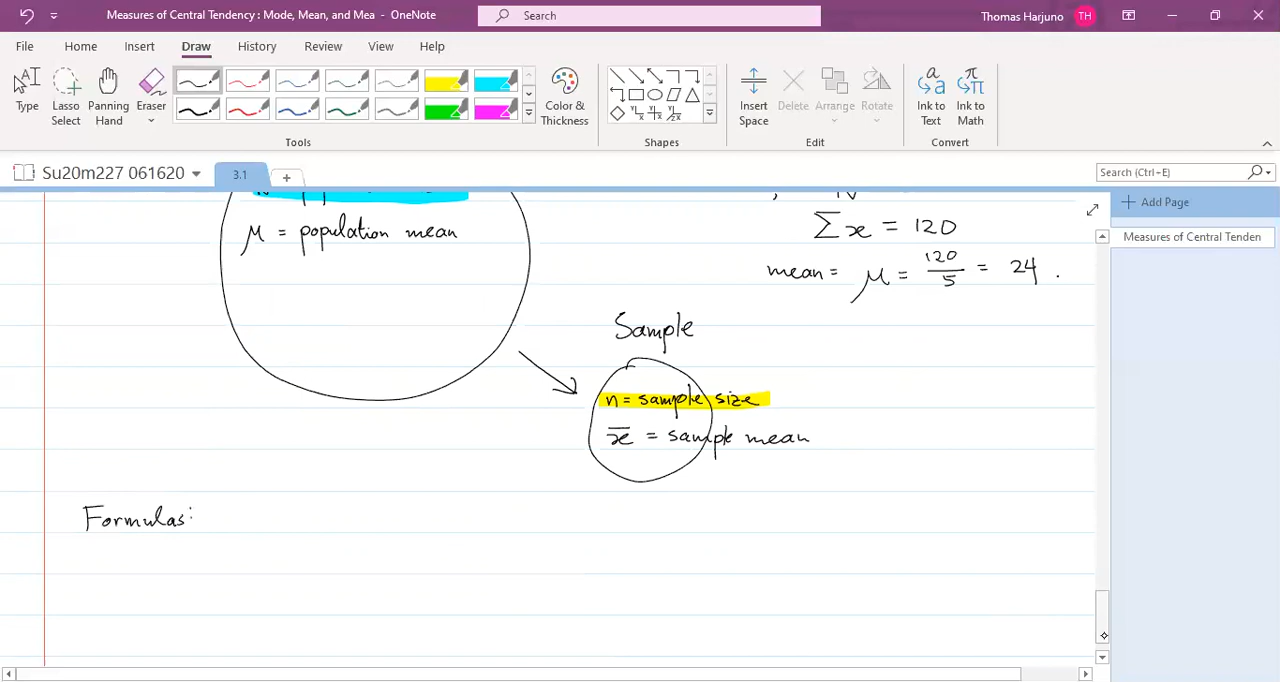 Measures of Central Tendency : Mode, Mean, and Mea - OneNote
Search
Thomas Harjuno TH
File Home Insert Draw History Review View Help
Type
Lasso Select
Panning Hand
Eraser
Color & Thickness
Insert Space
Delete
Arrange
Rotate
Ink to Text
Ink to Math
Tools
Shapes
Edit
Convert
Su20m227 061620
3.1
Search (Ctrl+E)
Add Page
Measures of Central Tenden
μ = population mean
∑x = 120
mean = μ = 120/5 = 24 .
Sample
n = sample size
x̅ = sample mean
Formulas: